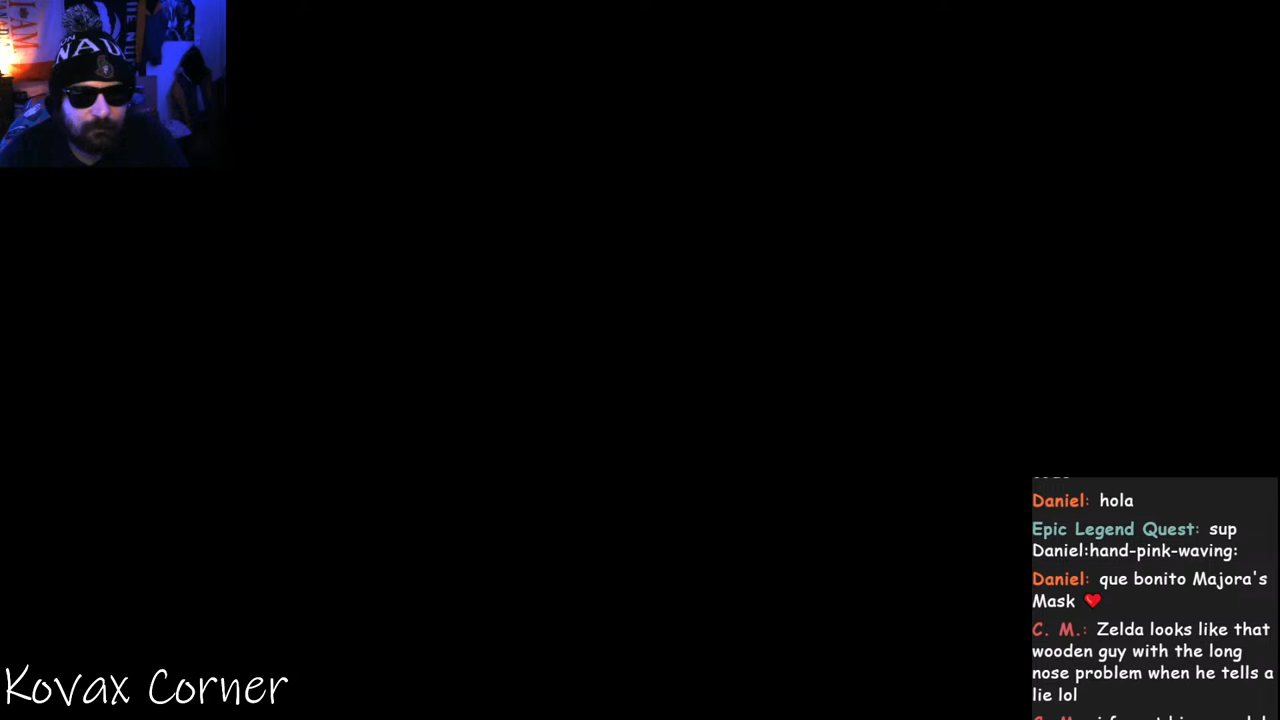 NAU
Daniel: hola
Epic Legend Quest: sup
Daniel:hand-pink-waving:
Daniel: que bonito Majora's
Mask ❤
C. M.: Zelda looks like that
wooden guy with the long
nose problem when he tells a
lie lol
Kovax Corner